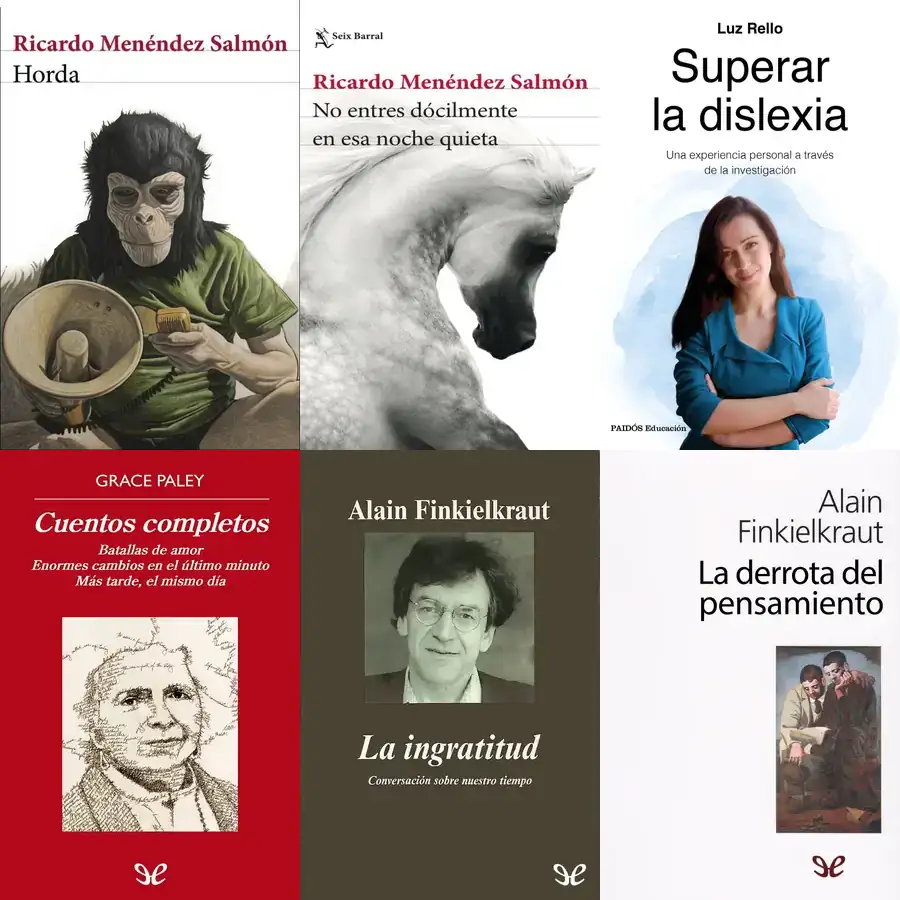 Ricardo Menéndez Salmón
Horda
Seix Barral
Ricardo Menéndez Salmón
No entres dócilmente
en esa noche quieta
Luz Rello
Superar
la dislexia
Una experiencia personal a través
de la investigación
PAIDÓS Educación
GRACE PALEY
Cuentos completos
Batallas de amor
Enormes cambios en el último minuto
Más tarde, el mismo día
Alain Finkielkraut
La ingratitud
Conversación sobre nuestro tiempo
Alain
Finkielkraut
La derrota del
pensamiento